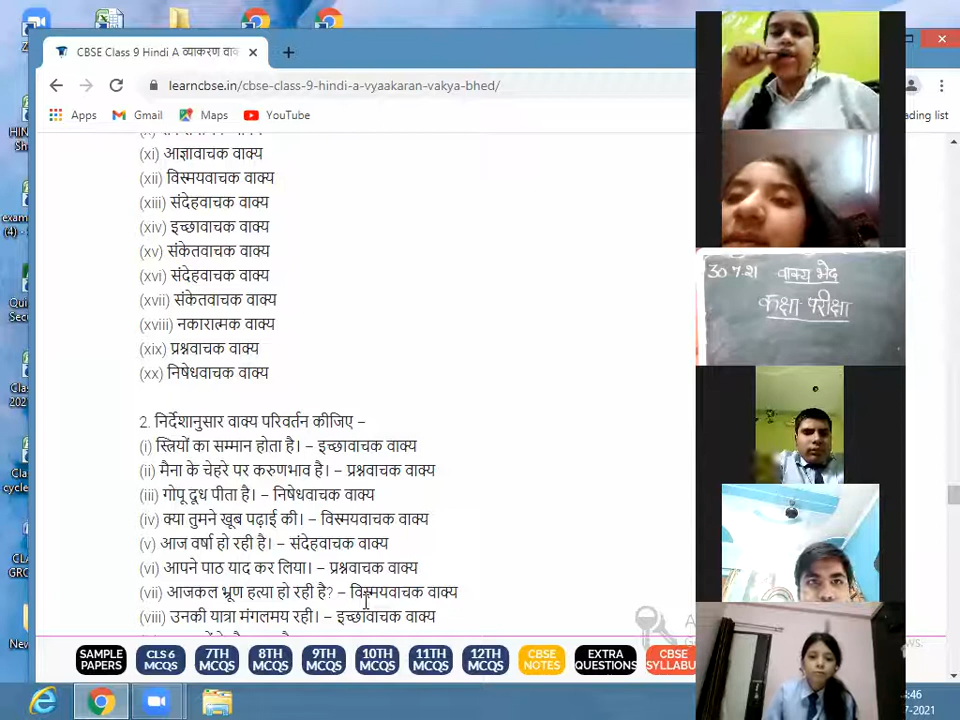 CBSE Class 9 Hindi A व्याकरण वाक
learncbse.in/cbse-class-9-hindi-a-vyaakaran-vakya-bhed/
Apps Gmail Maps YouTube
ding list
(xi) आज्ञावाचक वाक्य
(xii) विस्मयवाचक वाक्य
(xiii) संदेहवाचक वाक्य
(xiv) इच्छावाचक वाक्य
(xv) संकेतवाचक वाक्य
(xvi) संदेहवाचक वाक्य
(xvii) संकेतवाचक वाक्य
(xviii) नकारात्मक वाक्य
(xix) प्रश्नवाचक वाक्य
(xx) निषेधवाचक वाक्य
2. निर्देशानुसार वाक्य परिवर्तन कीजिए –
(i) स्त्रियों का सम्मान होता है। – इच्छावाचक वाक्य
(ii) मैना के चेहरे पर करुणभाव है। – प्रश्नवाचक वाक्य
(iii) गोपू दूध पीता है। – निषेधवाचक वाक्य
(iv) क्या तुमने खूब पढ़ाई की। – विस्मयवाचक वाक्य
(v) आज वर्षा हो रही है। – संदेहवाचक वाक्य
(vi) आपने पाठ याद कर लिया। – प्रश्नवाचक वाक्य
(vii) आजकल भ्रूण हत्या हो रही है? – विस्मयवाचक वाक्य
(viii) उनकी यात्रा मंगलमय रही। – इच्छावाचक वाक्य
30 7-21 वाक्य भेद
कक्षा परीक्षा
SAMPLE PAPERS
CLS 6 MCQS
7TH MCQS
8TH MCQS
9TH MCQS
10TH MCQS
11TH MCQS
12TH MCQS
CBSE NOTES
EXTRA QUESTIONS
CBSE SYLLABU
:46
-2021